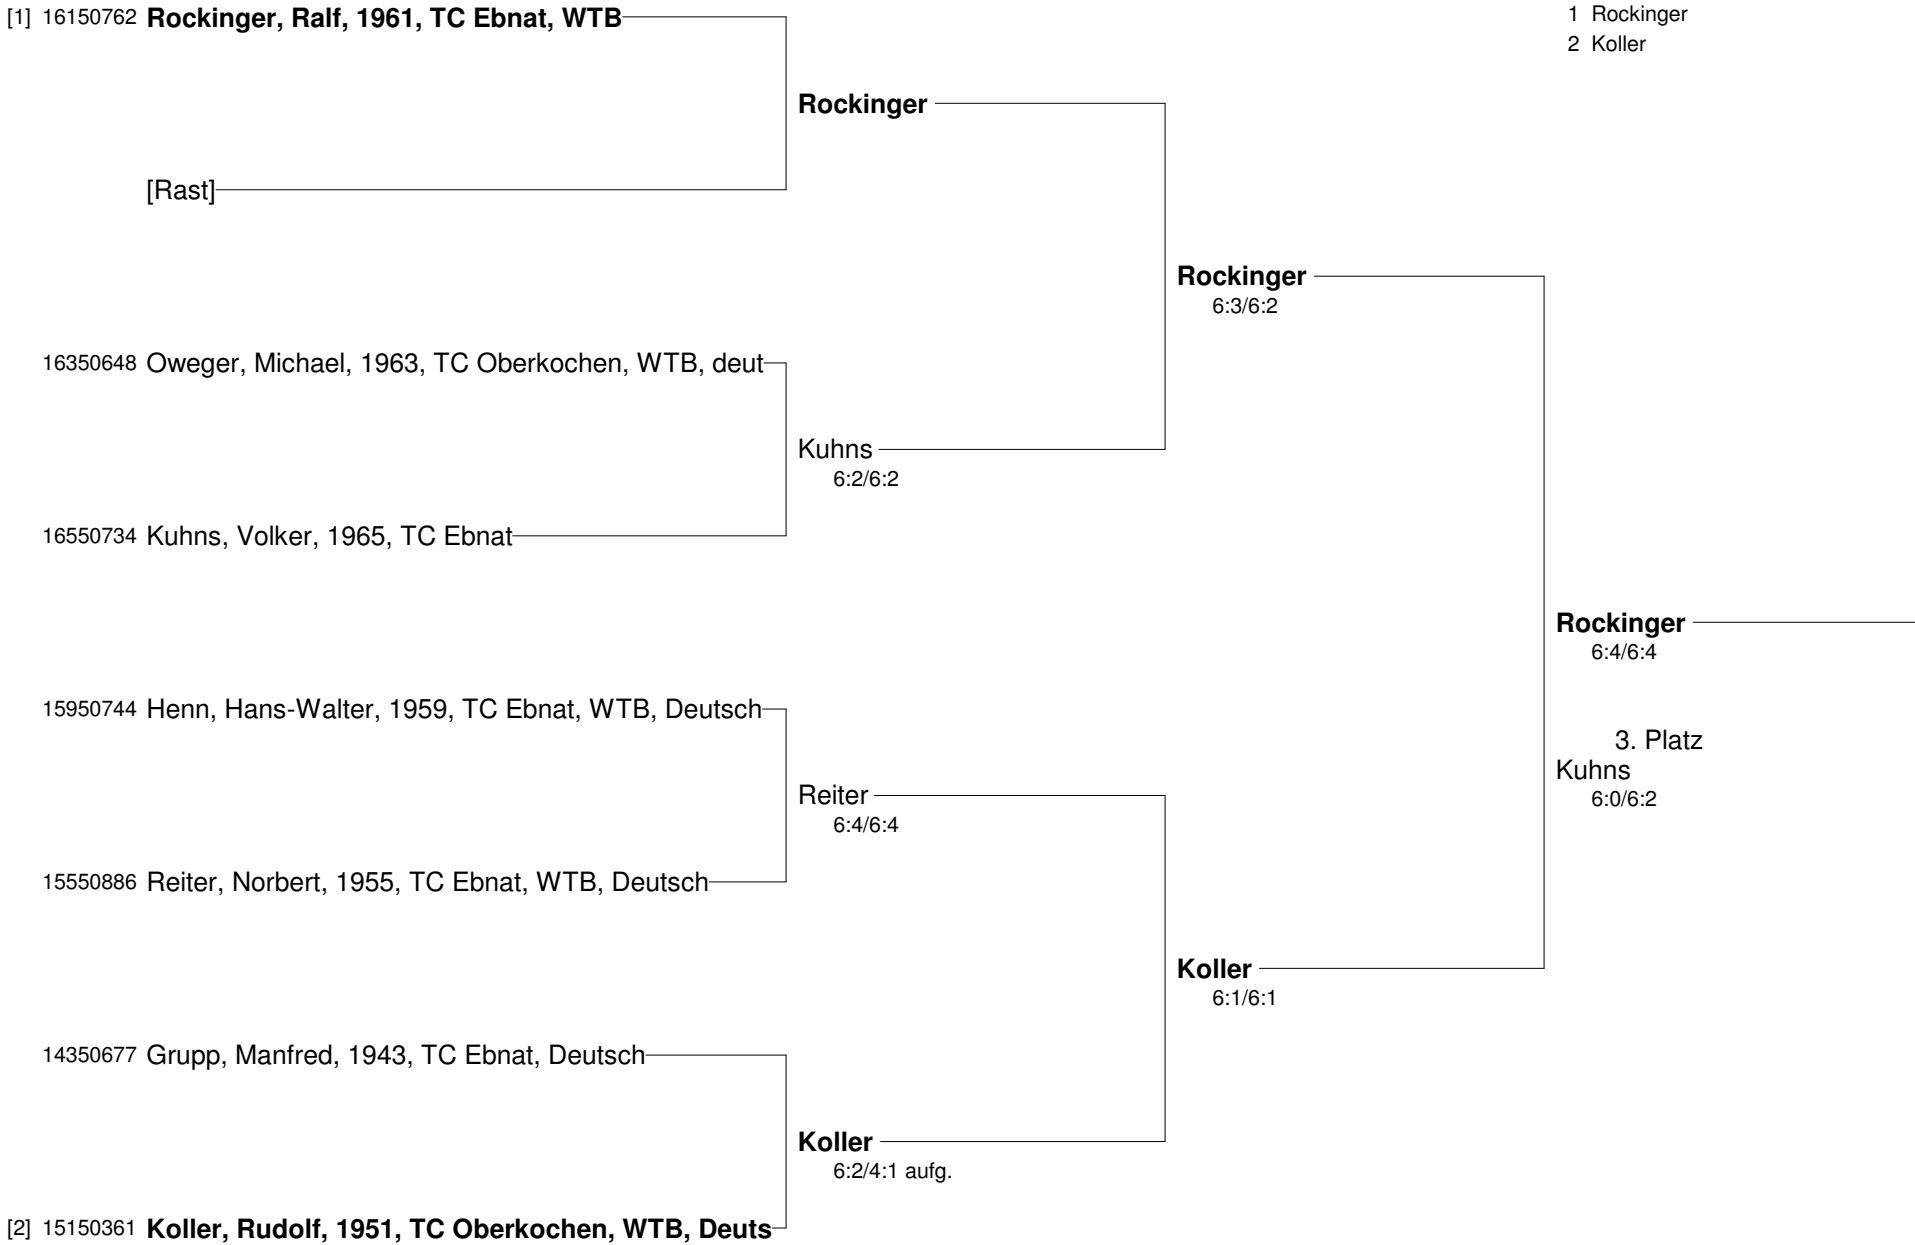 [1] 16150762 Rockinger, Ralf, 1961, TC Ebnat, WTB
1 Rockinger
2 Koller
Rockinger
[Rast]
Rockinger
6:3/6:2
16350648 Oweger, Michael, 1963, TC Oberkochen, WTB, deut
Kuhns
6:2/6:2
16550734 Kuhns, Volker, 1965, TC Ebnat
Rockinger
6:4/6:4
15950744 Henn, Hans-Walter, 1959, TC Ebnat, WTB, Deutsch
3. Platz
Kuhns
6:0/6:2
Reiter
6:4/6:4
15550886 Reiter, Norbert, 1955, TC Ebnat, WTB, Deutsch
Koller
6:1/6:1
14350677 Grupp, Manfred, 1943, TC Ebnat, Deutsch
Koller
6:2/4:1 aufg.
[2] 15150361 Koller, Rudolf, 1951, TC Oberkochen, WTB, Deuts